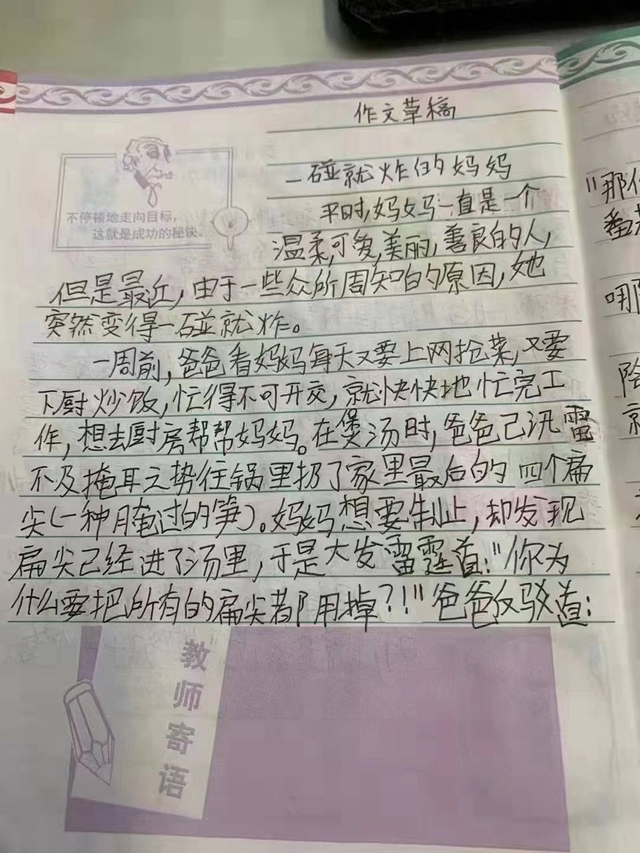 作文草稿
一碰就炸的妈妈
不停顿地走向目标，
这就是成功的秘诀。
平时，妈妈一直是一个
温柔，可爱，美丽，善良的人，
但是最近，由于一些众所周知的原因，她
突然变得一碰就炸。
一周前，爸爸看妈妈每天又要上网抢菜，又要
下厨炒饭，忙得不可开交，就快快地忙完工
作，想去厨房帮帮妈妈。在煲汤时，爸爸已讯雷
不及掩耳之势往锅里扔了家里最后的四个扁
尖(一种腌过的笋)。妈妈想要制止，却发现
扁尖已经进了汤里，于是大发雷霆道："你为
什么要把所有的扁尖都用掉？！"爸爸反驳道：
教师寄语
"那
番
哪